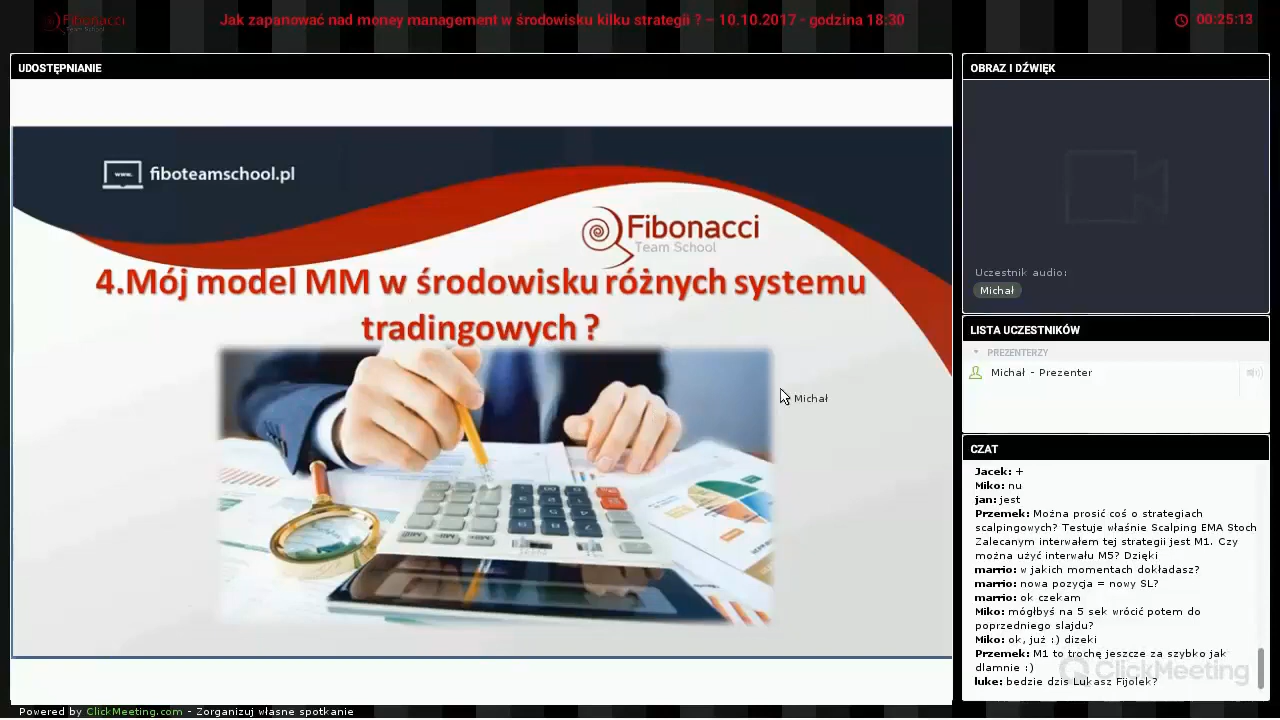 Fibonacci
Team School
Jak zapanować nad money management w środowisku kilku strategii ? – 10.10.2017 - godzina 18:30
00:25:13
UDOSTĘPNIANIE
www.
fiboteamschool.pl
Fibonacci
Team School
4.Mój model MM w środowisku różnych systemu
tradingowych ?
Michał
OBRAZ I DŹWIĘK
Uczestnik audio:
Michał
LISTA UCZESTNIKÓW
PREZENTERZY
Michał - Prezenter
CZAT
Jacek: +
Miko: nu
jan: jest
Przemek: Można prosić coś o strategiach
scalpingowych? Testuje właśnie Scalping EMA Stoch
Zalecanym interwałem tej strategii jest M1. Czy
można użyć interwału M5? Dzięki
marrio: w jakich momentach dokładasz?
marrio: nowa pozycja = nowy SL?
marrio: ok czekam
Miko: mógłbyś na 5 sek wrócić potem do
poprzedniego slajdu?
Miko: ok, już :) dizeki
Przemek: M1 to trochę jeszcze za szybko jak
dlamnie :)
luke: bedzie dzis Lukasz Fijolek?
ClickMeeting
Powered by ClickMeeting.com - Zorganizuj własne spotkanie